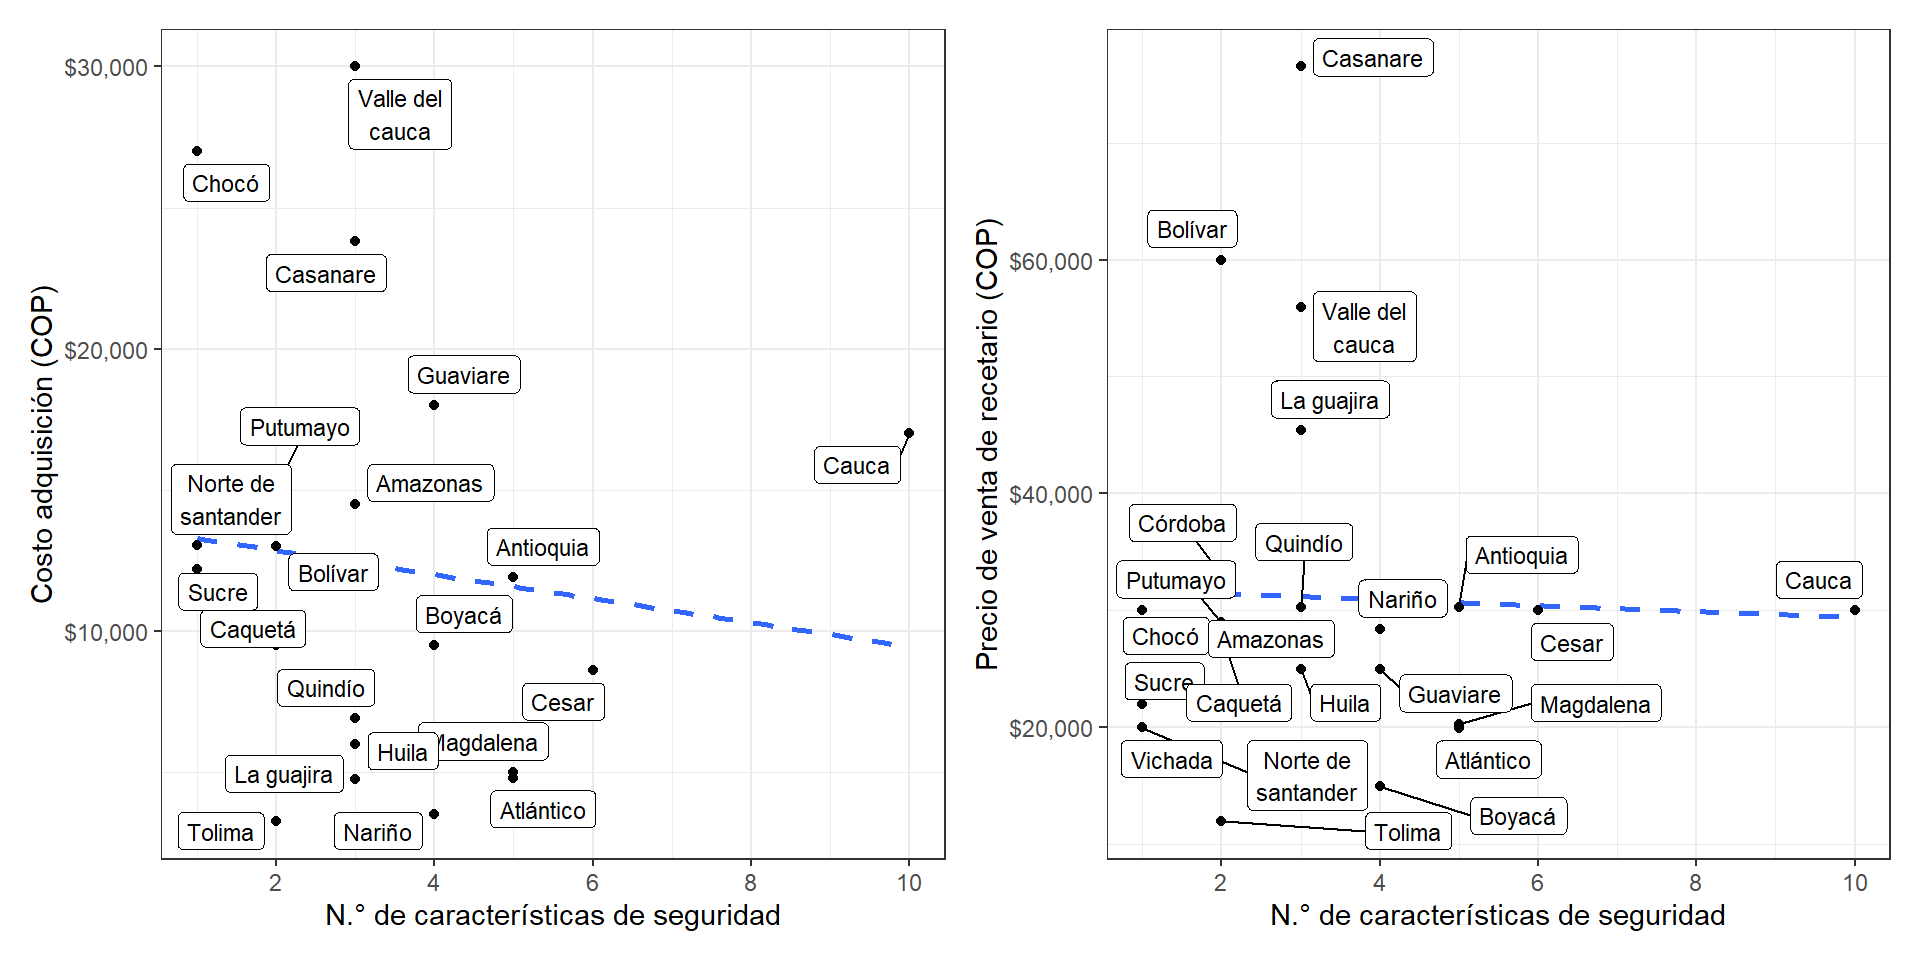 Costo adquisición (COP)
$30,000
$20,000
$10,000
Valle del
cauca
Chocó
Casanare
Guaviare
Putumayo
Cauca
Norte de
santander
Amazonas
Antioquia
Bolívar
Sucre
Boyacá
Caquetá
Quindío
Cesar
Magdalena
Huila
La guajira
Atlántico
Tolima
Nariño
2
4
6
8
10
N.° de características de seguridad
Precio de venta de recetario (COP)
$60,000
$40,000
$20,000
Casanare
Bolívar
Valle del
cauca
La guajira
Córdoba
Quindío
Antioquia
Putumayo
Cauca
Nariño
Chocó
Amazonas
Cesar
Sucre
Caquetá
Huila
Guaviare
Magdalena
Vichada
Norte de
santander
Atlántico
Boyacá
Tolima
2
4
6
8
10
N.° de características de seguridad